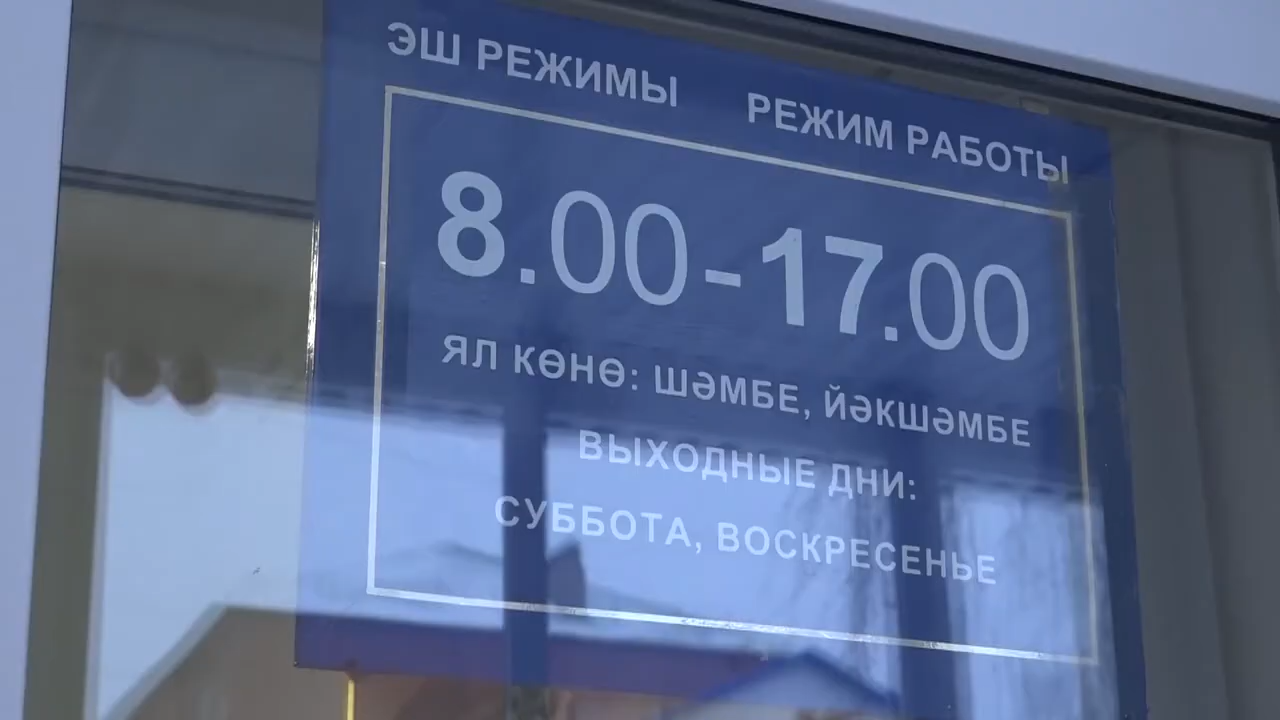 ЭШ РЕЖИМЫ РЕЖИМ РАБОТЫ
8.00-17.00
ЯЛ КӨНӨ: ШӘМБЕ, ЙӘКШӘМБЕ
ВЫХОДНЫЕ ДНИ:
СУББОТА, ВОСКРЕСЕНЬЕ